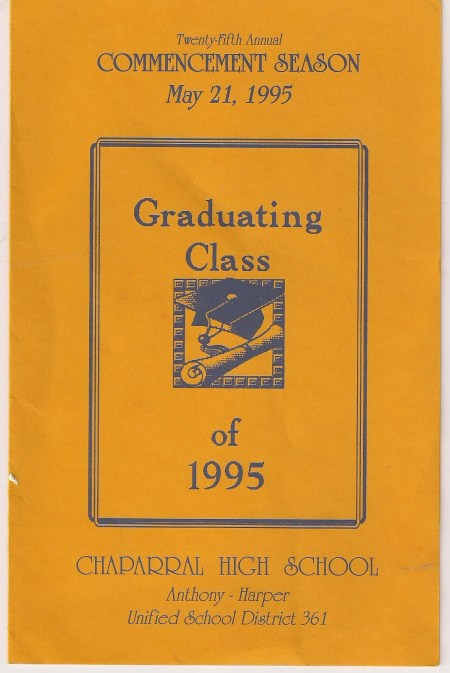 Twenty-Fifth Annual
COMMENCEMENT SEASON
May 21, 1995
Graduating
Class
of
1995
CHAPARRAL HIGH SCHOOL
Anthony - Harper
Unified School District 361